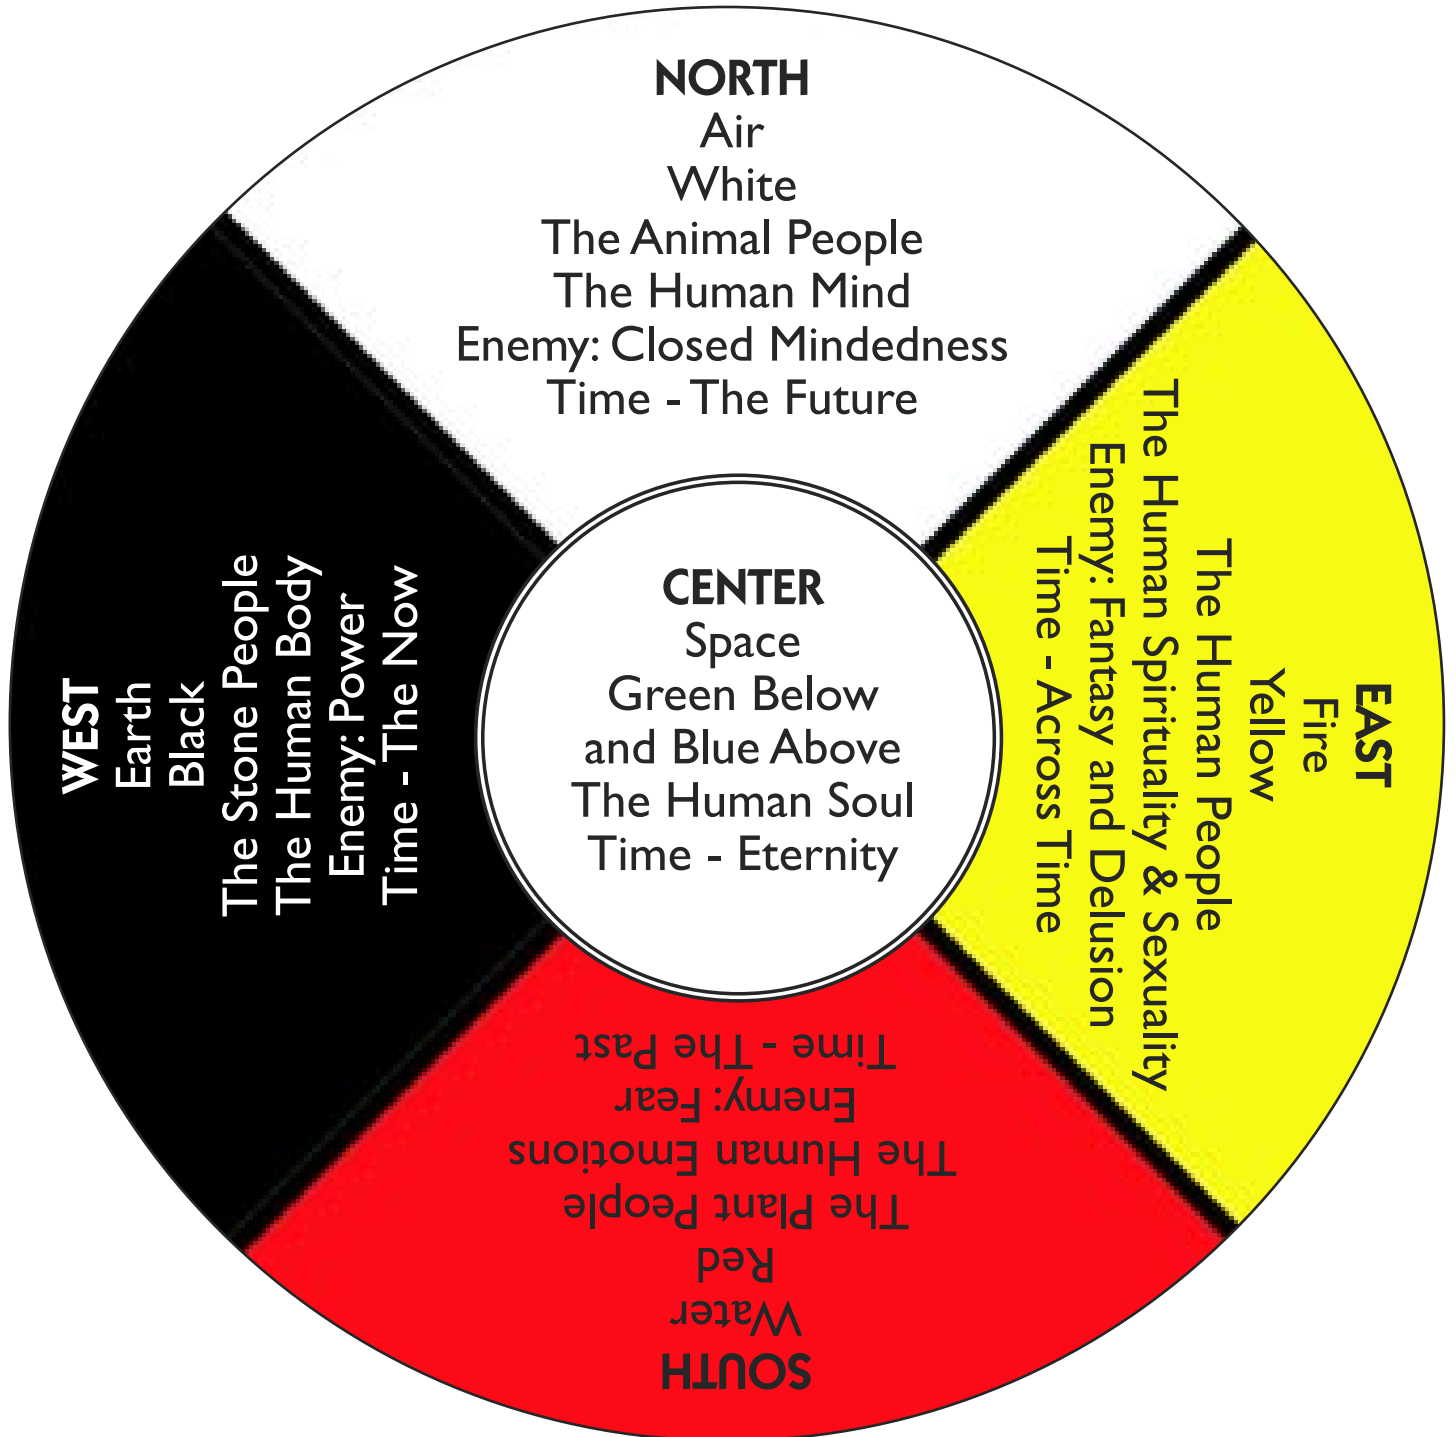 NORTH
Air
White
The Animal People
The Human Mind
Enemy: Closed Mindedness
Time - The Future
EAST
Fire
Yellow
The Human People
The Human Spirituality & Sexuality
Enemy: Fantasy and Delusion
Time - Across Time
SOUTH
Water
Red
The Plant People
The Human Emotions
Enemy: Fear
Time - The Past
WEST
Earth
Black
The Stone People
The Human Body
Enemy: Power
Time - The Now
CENTER
Space
Green Below
and Blue Above
The Human Soul
Time - Eternity